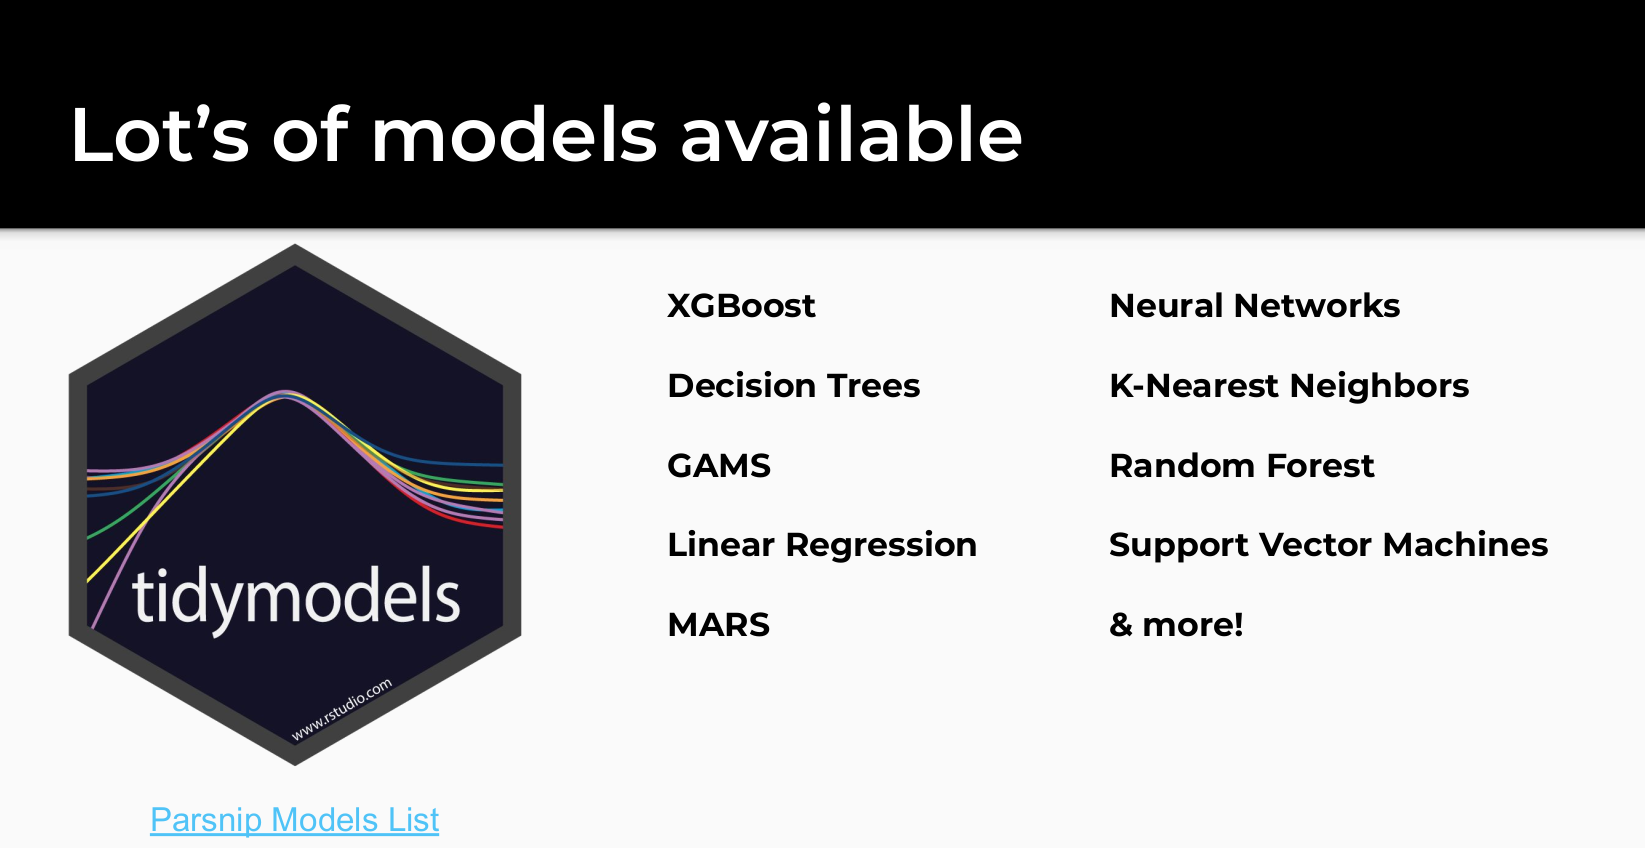 Lot’s of models available
tidymodels
www.rstudio.com
Parsnip Models List
XGBoost
Decision Trees
GAMS
Linear Regression
MARS
Neural Networks
K-Nearest Neighbors
Random Forest
Support Vector Machines
& more!